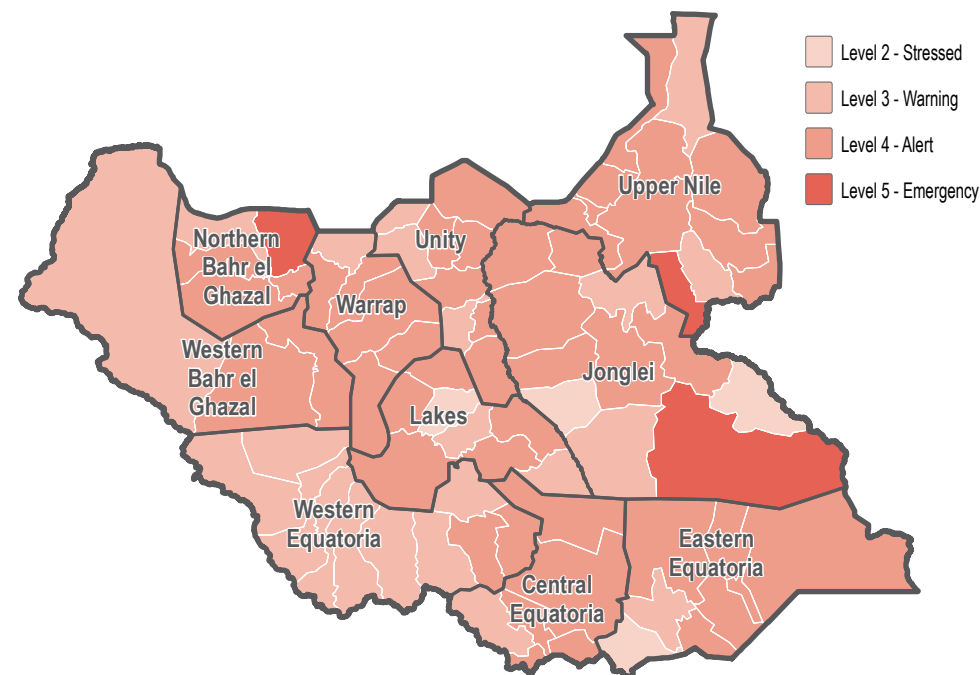 Level 2 - Stressed
Level 3 - Warning
Level 4 - Alert
Level 5 - Emergency
Upper Nile
Northern
Bahr el
Ghazal
Unity
Warrap
Western
Bahr el
Ghazal
Jonglei
Lakes
Western
Equatoria
Eastern
Equatoria
Central
Equatoria